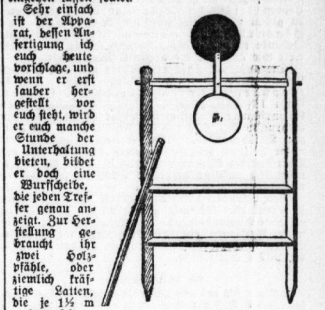 Sehr einfach
ist der Appa-
rat, dessen An-
fertigung ich
euch heute
vorschlage, und
wenn er erst
sauber her-
gestellt vor
euch steht, wird
er euch manche
Stunde der
Unterhaltung
bieten, bildet
er doch eine
Wurfscheibe,
die jeden Tref-
fer genau an-
zeigt. Zur Her-
stellung ge-
braucht ihr
zwei Holz-
pfähle, oder
ziemlich kräf-
tige Latten,
die je 1½ m